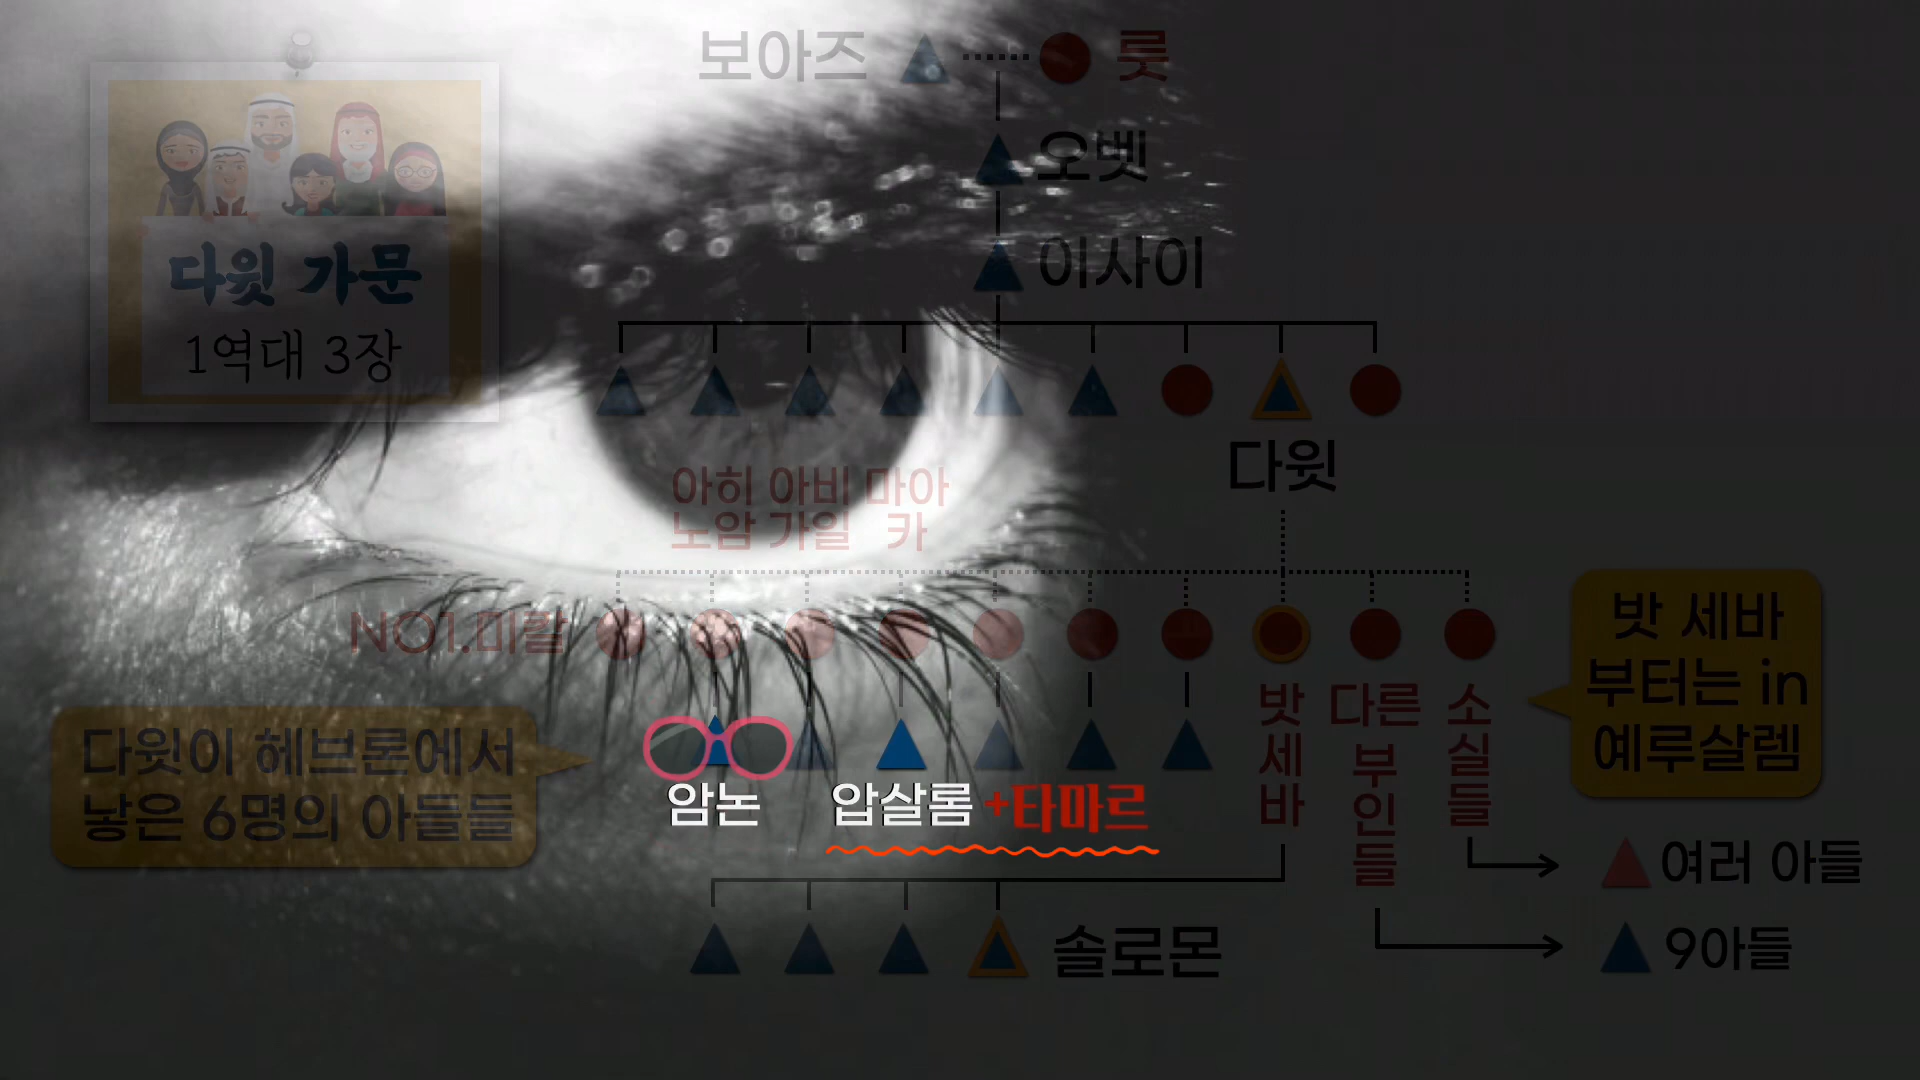 보아즈
룻
오벳
이사이
다윗 가문
1역대 3장
다윗
아히 아비 마아
노암 가일 카
NO1.미칼
밧 세바
부터는 in
예루살렘
다윗이 헤브론에서
낳은 6명의 아들들
암논
압살롬 +타마르
밧
세
바
다른
부
인
들
소
실
들
여러 아들
9아들
솔로몬